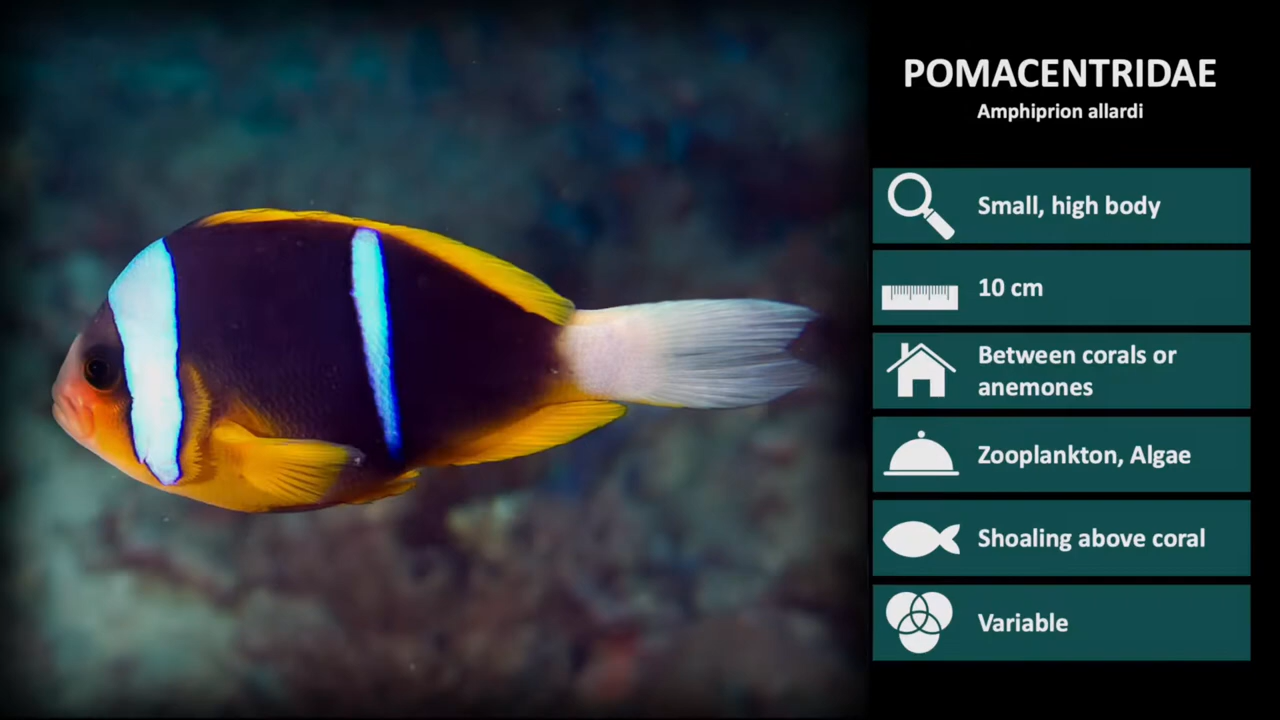 POMACENTRIDAE
Amphiprion allardi
Small, high body
10 cm
Between corals or
anemones
Zooplankton, Algae
Shoaling above coral
Variable